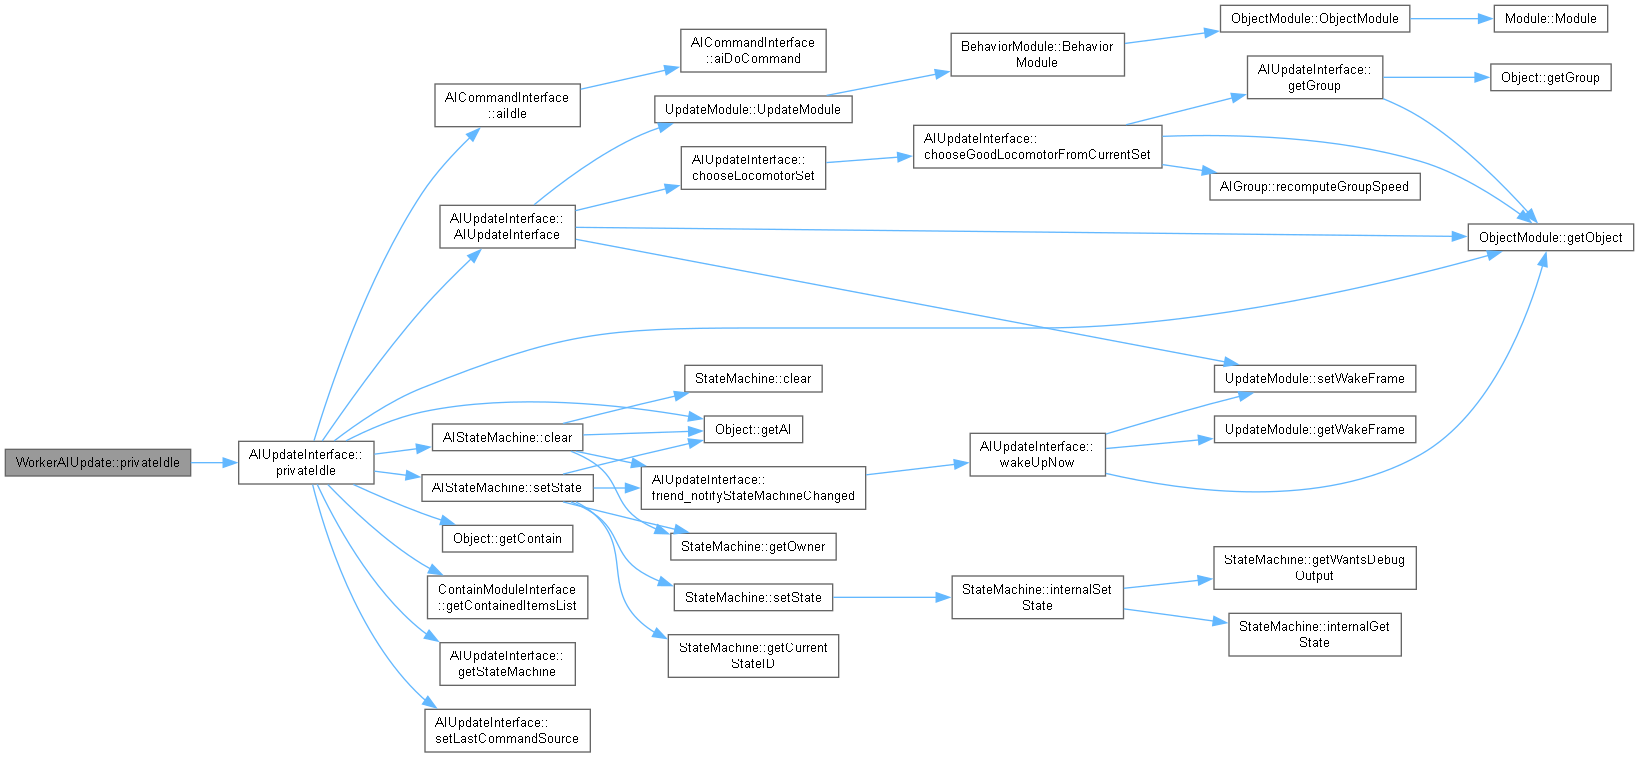 WorkerAIUpdate::privateIdle
AIUpdateInterface::
privateIdle
AICommandInterface
::aiIdle
AICommandInterface
::aiDoCommand
AIUpdateInterface::
AIUpdateInterface
UpdateModule::UpdateModule
BehaviorModule::Behavior
Module
ObjectModule::ObjectModule
Module::Module
AIUpdateInterface::
chooseLocomotorSet
AIUpdateInterface::
chooseGoodLocomotorFromCurrentSet
AIUpdateInterface::
getGroup
Object::getGroup
AIGroup::recomputeGroupSpeed
ObjectModule::getObject
UpdateModule::setWakeFrame
AIStateMachine::clear
StateMachine::clear
Object::getAI
AIUpdateInterface::
friend_notifyStateMachineChanged
AIUpdateInterface::
wakeUpNow
UpdateModule::getWakeFrame
StateMachine::getOwner
AIStateMachine::setState
StateMachine::setState
StateMachine::internalSet
State
StateMachine::getWantsDebug
Output
StateMachine::internalGet
State
StateMachine::getCurrent
StateID
Object::getContain
ContainModuleInterface
::getContainedItemsList
AIUpdateInterface::
getStateMachine
AIUpdateInterface::
setLastCommandSource